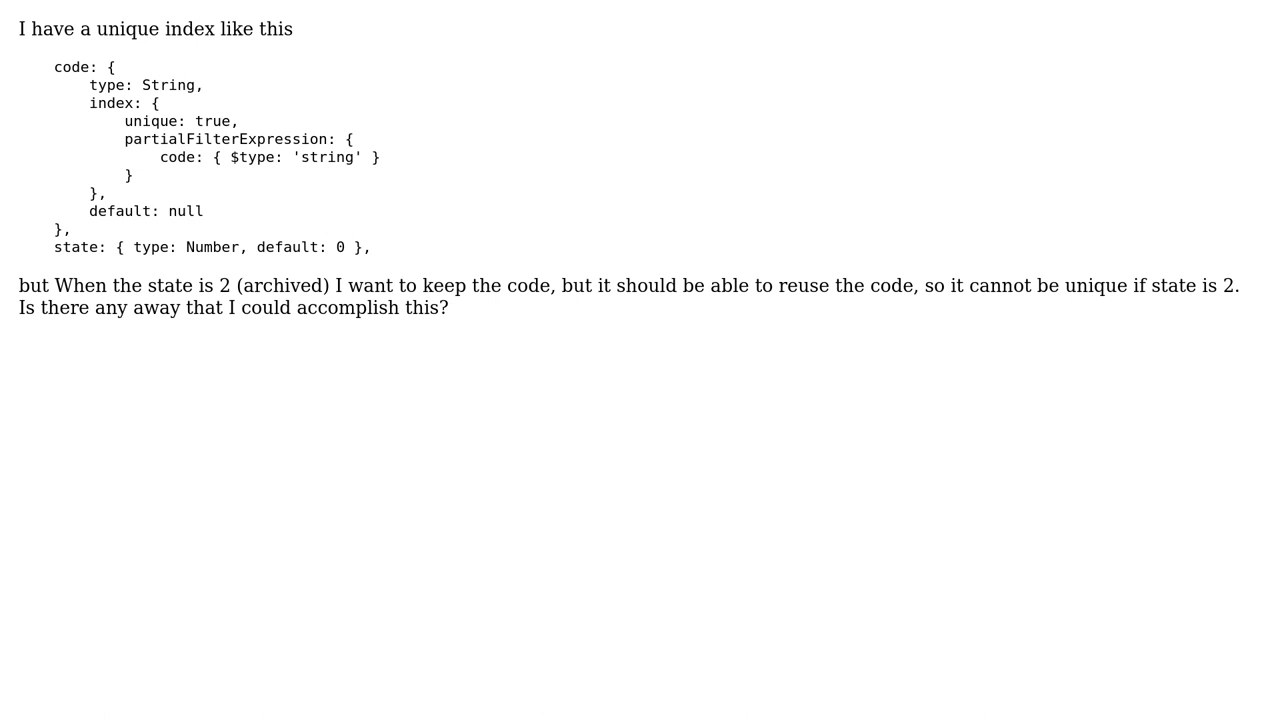 I have a unique index like this
code: {
    type: String,
    index: {
        unique: true,
        partialFilterExpression: {
            code: { $type: 'string' }
        }
    },
    default: null
},
state: { type: Number, default: 0 },
but When the state is 2 (archived) I want to keep the code, but it should be able to reuse the code, so it cannot be unique if state is 2.
Is there any away that I could accomplish this?